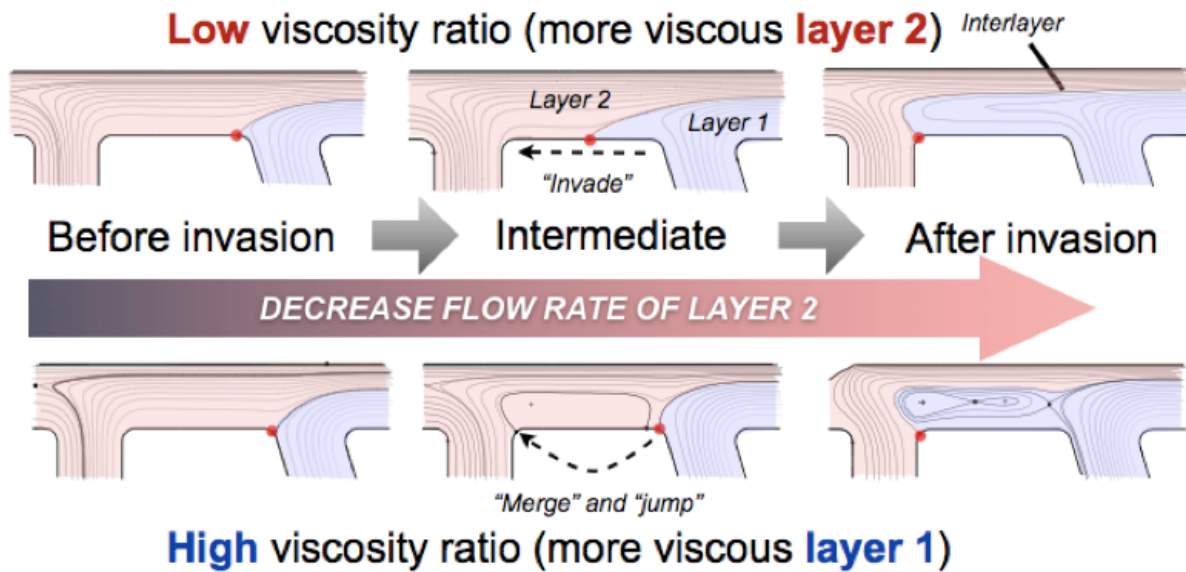 Low viscosity ratio (more viscous layer 2)
Interlayer
Layer 2
Layer 1
“Invade”
Before invasion
Intermediate
After invasion
DECREASE FLOW RATE OF LAYER 2
“Merge” and “jump”
High viscosity ratio (more viscous layer 1)